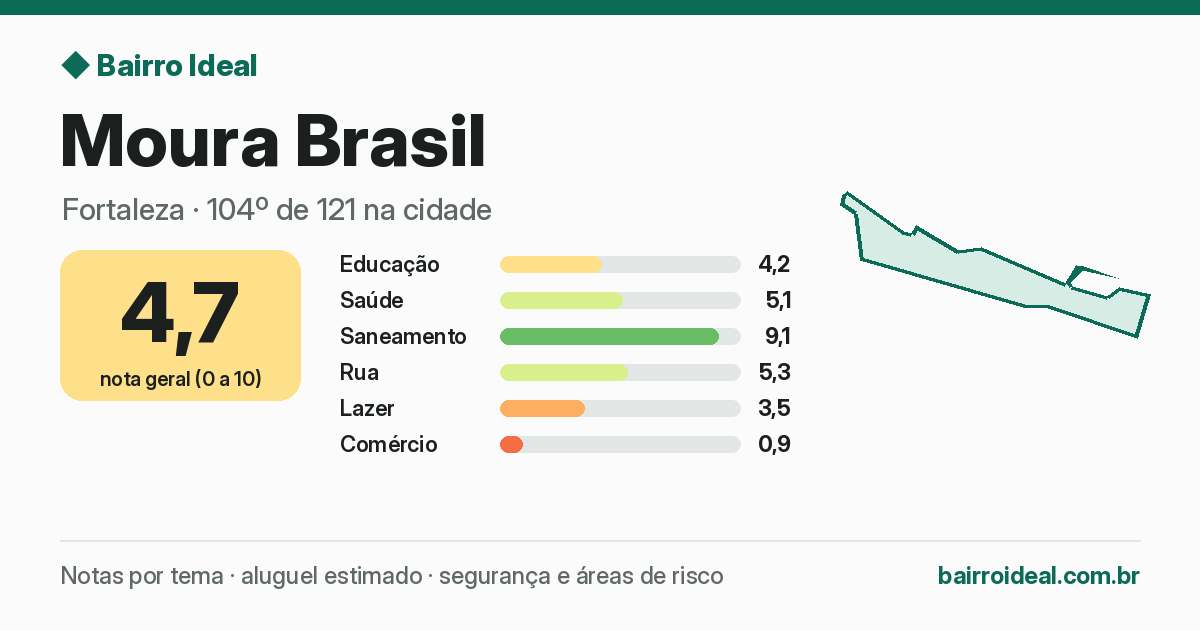 Bairro Ideal
Moura Brasil
Fortaleza · 104º de 121 na cidade
4,7
nota geral (0 a 10)
Educação 4,2
Saúde 5,1
Saneamento 9,1
Rua 5,3
Lazer 3,5
Comércio 0,9
Notas por tema · aluguel estimado · segurança e áreas de risco
bairroideal.com.br